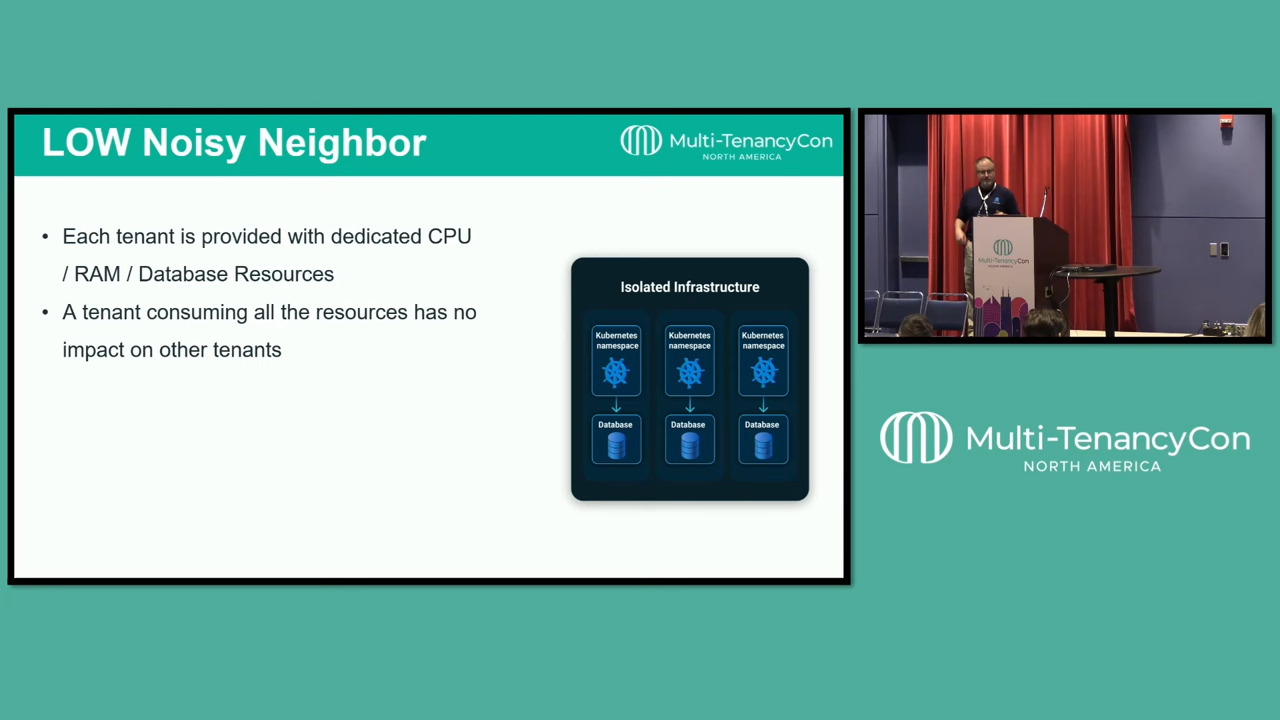 LOW Noisy Neighbor
Multi-TenancyCon
NORTH AMERICA
• Each tenant is provided with dedicated CPU
/ RAM / Database Resources
• A tenant consuming all the resources has no
impact on other tenants
Isolated Infrastructure
Kubernetes
namespace
Kubernetes
namespace
Kubernetes
namespace
Database
Database
Database
Multi-TenancyCon
Multi-TenancyCon
NORTH AMERICA